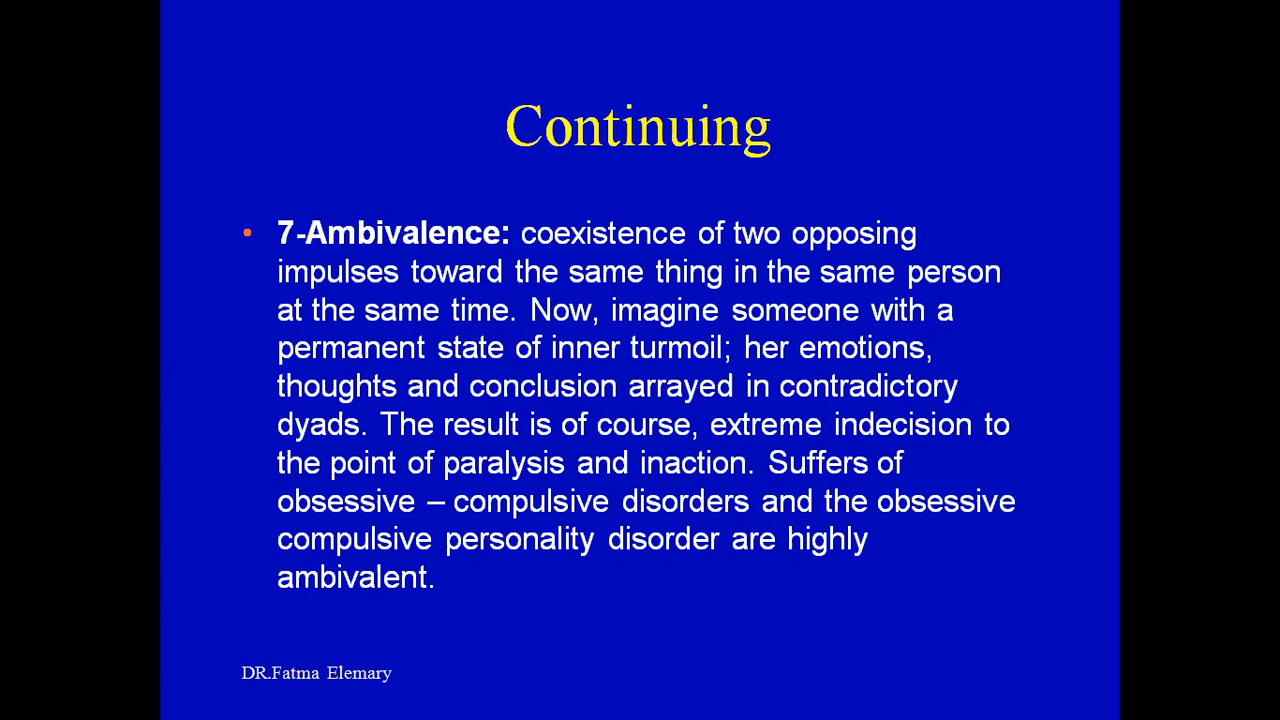 Continuing
• 7-Ambivalence: coexistence of two opposing
impulses toward the same thing in the same person
at the same time. Now, imagine someone with a
permanent state of inner turmoil; her emotions,
thoughts and conclusion arrayed in contradictory
dyads. The result is of course, extreme indecision to
the point of paralysis and inaction. Suffers of
obsessive – compulsive disorders and the obsessive
compulsive personality disorder are highly
ambivalent.
DR.Fatma Elemary